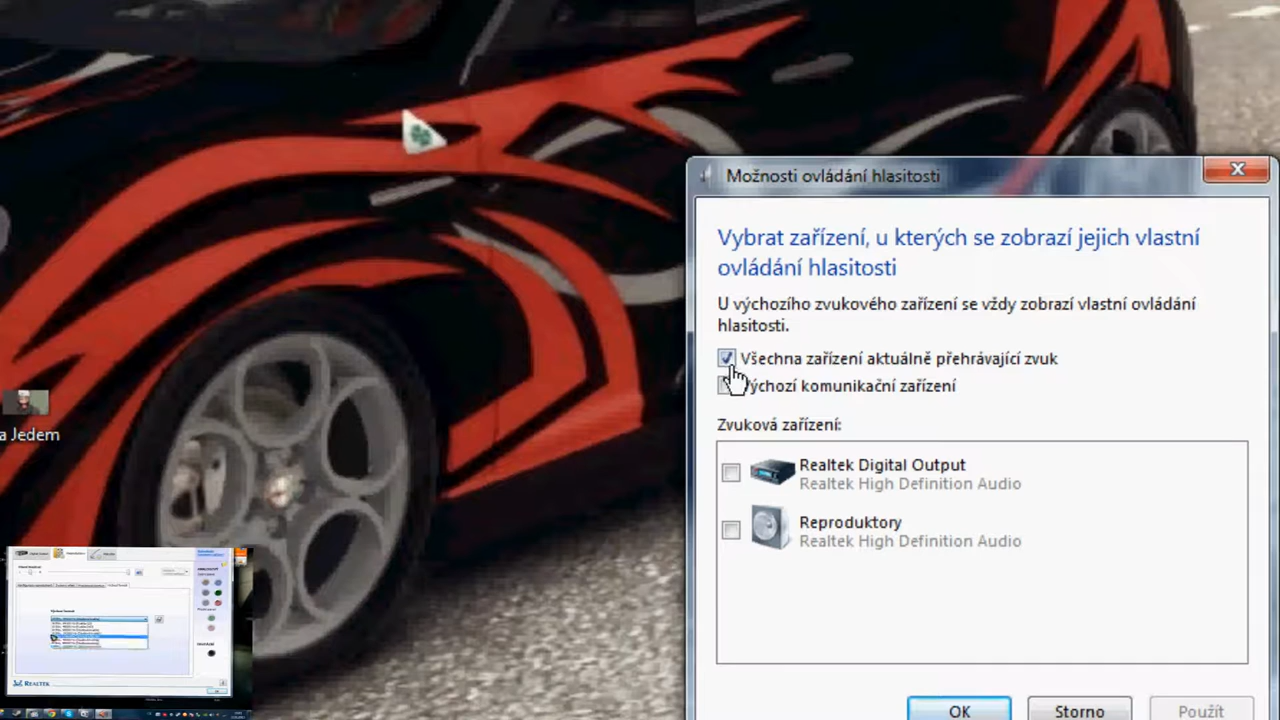 Možnosti ovládání hlasitosti
Vybrat zařízení, u kterých se zobrazí jejich vlastní
ovládání hlasitosti
U výchozího zvukového zařízení se vždy zobrazí vlastní ovládání
hlasitosti.
Všechna zařízení aktuálně přehrávající zvuk
komunikační zařízení
Zvuková zařízení:
Realtek Digital Output
Realtek High Definition Audio
Reproduktory
Realtek High Definition Audio
OK
Storno
Použít
a Jedem
REALTEK